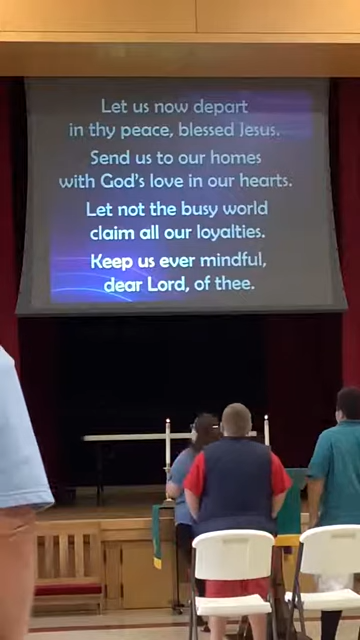 Let us now depart
in thy peace, blessed Jesus.
Send us to our homes
with God's love in our hearts.
Let not the busy world
claim all our loyalties.
Keep us ever mindful,
dear Lord, of thee.